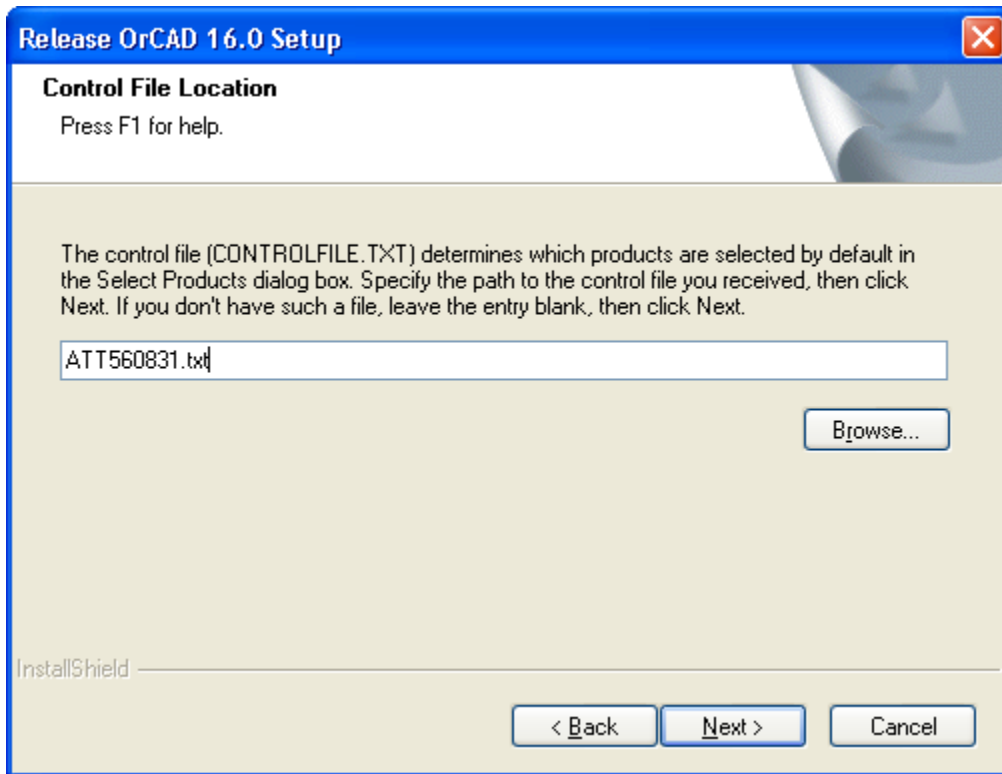 Release OrCAD 16.0 Setup
Control File Location
Press F1 for help.
The control file (CONTROLFILE.TXT) determines which products are selected by default in
the Select Products dialog box. Specify the path to the control file you received, then click
Next. If you don't have such a file, leave the entry blank, then click Next.
ATT560831.txt
Browse...
InstallShield
< Back
Next >
Cancel